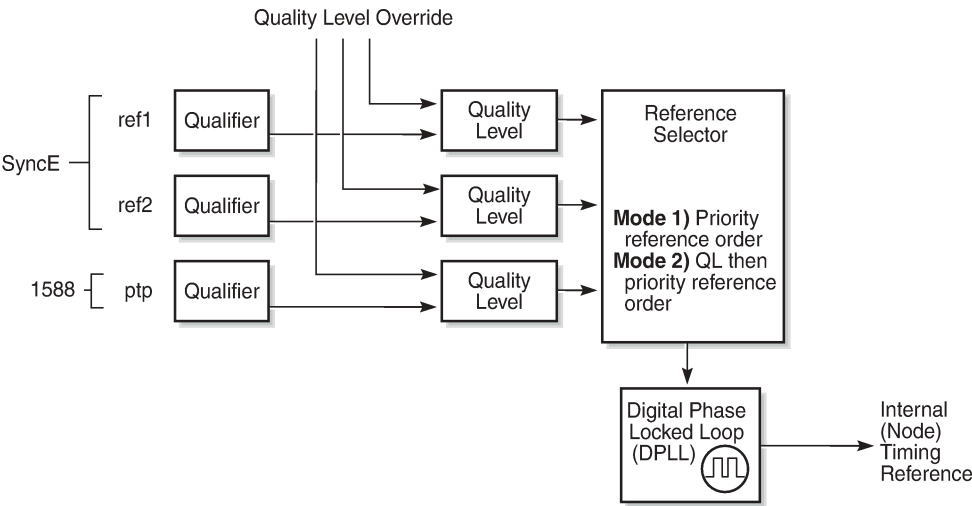 Quality Level Override
SyncE
ref1
Qualifier
Quality
Level
ref2
Qualifier
Quality
Level
1588
ptp
Qualifier
Quality
Level
Reference
Selector
Mode 1) Priority
reference order
Mode 2) QL then
priority reference
order
Digital Phase
Locked Loop
(DPLL)
Internal
(Node)
Timing
Reference